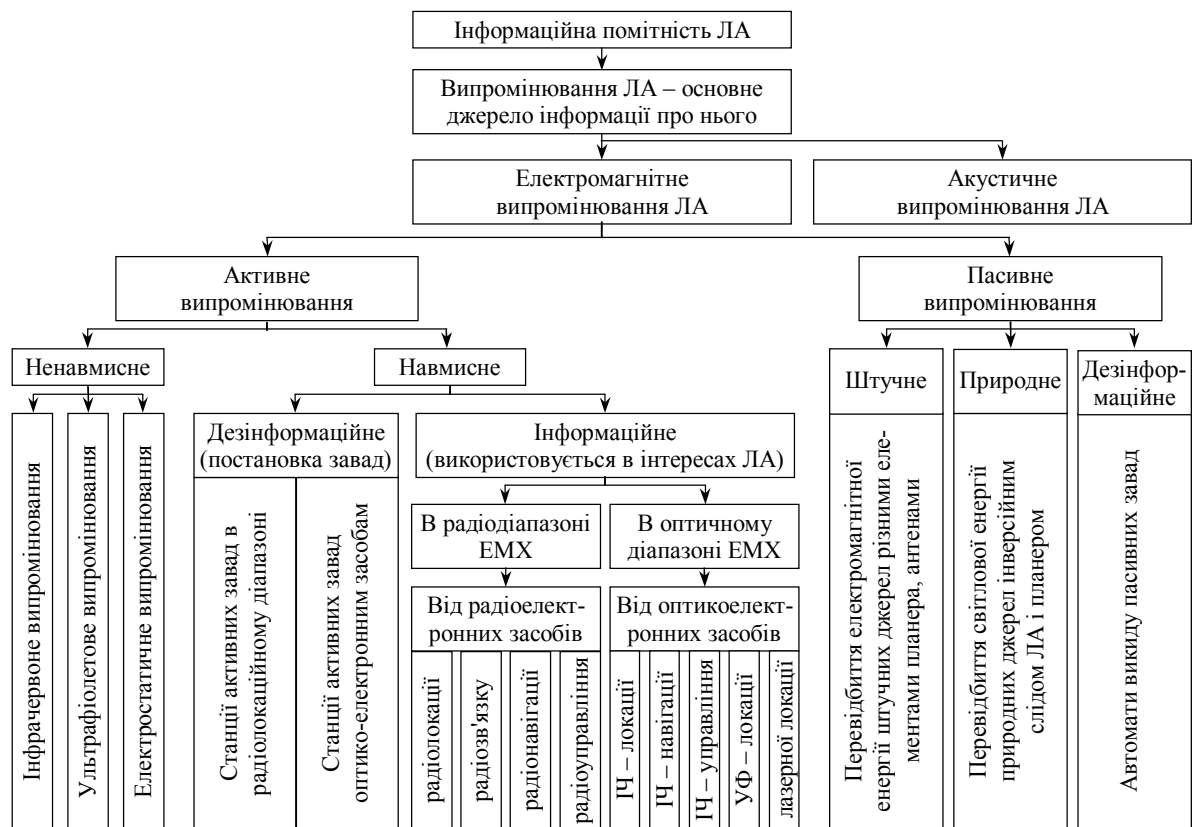 Інформаційна помітність ЛА
Випромінювання ЛА – основне
джерело інформації про нього
Електромагнітне
випромінювання ЛА
Акустичне
випромінювання ЛА
Активне
випромінювання
Пасивне
випромінювання
Ненавмисне
Навмисне
Штучне
Природне
Дезінфор-
маційне
Інфрачервоне випромінювання
Ультрафіолетове випромінювання
Електростатичне випромінювання
Дезінформаційне
(постановка завад)
Станції активних завад в
радіолокаційному діапазоні
Станції активних завад
оптико-електронним засобам
Інформаційне
(використовується в інтересах ЛА)
В радіодіапазоні
ЕМХ
В оптичному
діапазоні ЕМХ
Від радіоелект-
ронних засобів
Від оптикоелект-
ронних засобів
радіолокації
радіозв'язку
радіонавігації
радіоуправління
ІЧ – локації
ІЧ – навігації
ІЧ – управління
УФ – локації
лазерної локації
Перевідбиття електромагнітної
енергії штучних джерел різними еле-
ментами планера, антенами
Перевідбиття світлової енергії
природних джерел інверсійним
слідом ЛА і планером
Автомати викиду пасивних завад